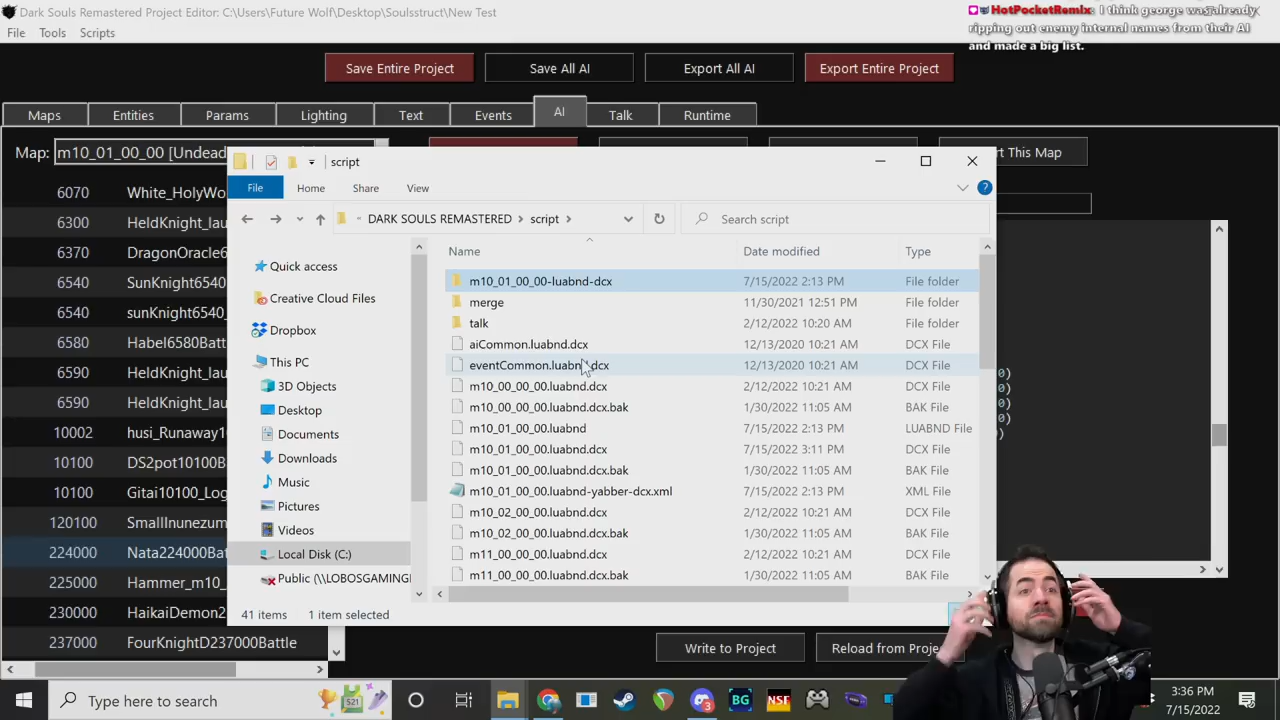 Dark Souls Remastered Project Editor: C:\Users\Future Wolf\Desktop\Soulsstruct\New Test
HotPocketRemix: I think george was already
ripping out enemy internal names from their AI
and made a big list.
File Tools Scripts
Save Entire Project Save All AI Export All AI Export Entire Project
Maps Entities Params Lighting Text Events AI Talk Runtime
Map: m10_01_00_00 [Undead
This Map
6070 White_HolyWo
6300 HeldKnight_lau
6370 DragonOracle6
6540 SunKnight6540_
6540 sunKnight6540_
6580 Habel6580Batt
6590 HeldKnight_lau
6590 HeldKnight_lau
10002 husi_Runaway1
10100 DS2pot10100B
10100 Gitai10100_Log
120100 SmallInunezum
224000 Nata224000Bat
225000 Hammer_m10_
230000 HaikaiDemon2
237000 FourKnightD237000Battle
script
File Home Share View
DARK SOULS REMASTERED script
Search script
Quick access
Creative Cloud Files
Dropbox
This PC
3D Objects
Desktop
Documents
Downloads
Music
Pictures
Videos
Local Disk (C:)
Public (\\LOBOSGAMING
Name Date modified Type
m10_01_00_00-luabnd-dcx 7/15/2022 2:13 PM File folder
merge 11/30/2021 12:51 PM File folder
talk 2/12/2022 10:20 AM File folder
aiCommon.luabnd.dcx 12/13/2020 10:21 AM DCX File
eventCommon.luabnd.dcx 12/13/2020 10:21 AM DCX File
m10_00_00_00.luabnd.dcx 2/12/2022 10:21 AM DCX File
m10_00_00_00.luabnd.dcx.bak 1/30/2022 11:05 AM BAK File
m10_01_00_00.luabnd 7/15/2022 2:13 PM LUABND File
m10_01_00_00.luabnd.dcx 7/15/2022 3:11 PM DCX File
m10_01_00_00.luabnd.dcx.bak 1/30/2022 11:05 AM BAK File
m10_01_00_00.luabnd-yabber-dcx.xml 7/15/2022 2:13 PM XML File
m10_02_00_00.luabnd.dcx 2/12/2022 10:21 AM DCX File
m10_02_00_00.luabnd.dcx.bak 1/30/2022 11:05 AM BAK File
m11_00_00_00.luabnd.dcx 2/12/2022 10:21 AM DCX File
m11_00_00_00.luabnd.dcx.bak 1/30/2022 11:05 AM BAK File
0)
0)
0)
)
41 items 1 item selected
Write to Project Reload from Proje
Type here to search
521
3
BG
NSF
3:36 PM
7/15/2022